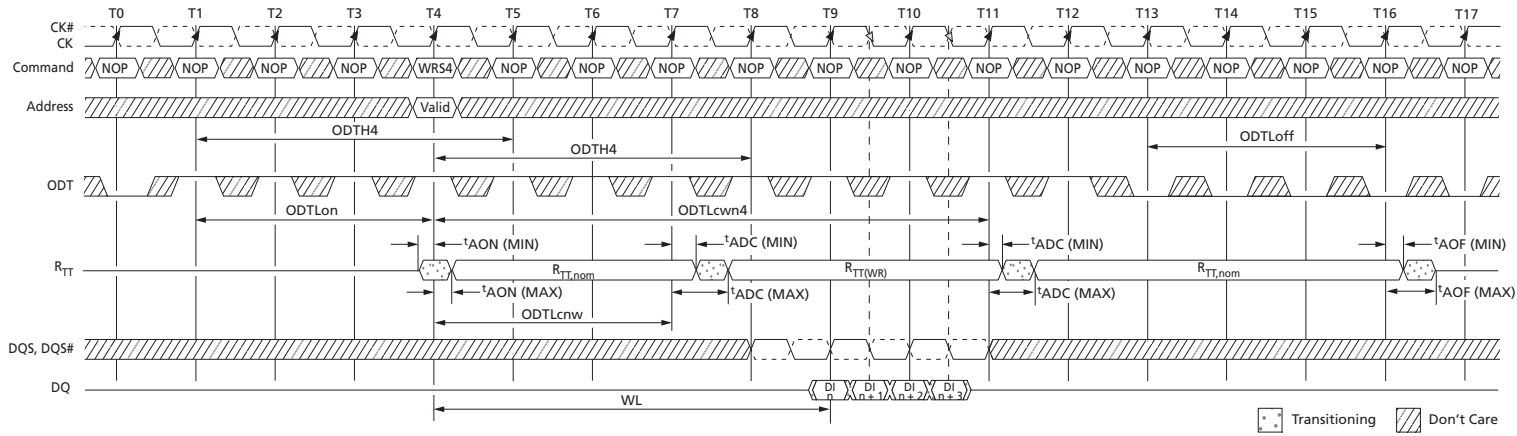 T0 T1 T2 T3 T4 T5 T6 T7 T8 T9 T10 T11 T12 T13 T14 T15 T16 T17
CK#
CK
Command NOP NOP NOP NOP WRS4 NOP NOP NOP NOP NOP NOP NOP NOP NOP NOP NOP NOP NOP
Address Valid
ODTH4 ODTLoff
ODTH4
ODT
ODTLon ODTLcwn4
tAON (MIN) tADC (MIN) tADC (MIN) tAOF (MIN)
RTT RTT,nom RTT(WR) RTT,nom
tAON (MAX) tADC (MAX) tADC (MAX) tAOF (MAX)
ODTLcnw
DQS, DQS#
DQ DI n DI n + 1 DI n + 2 DI n + 3
WL
Transitioning Don't Care